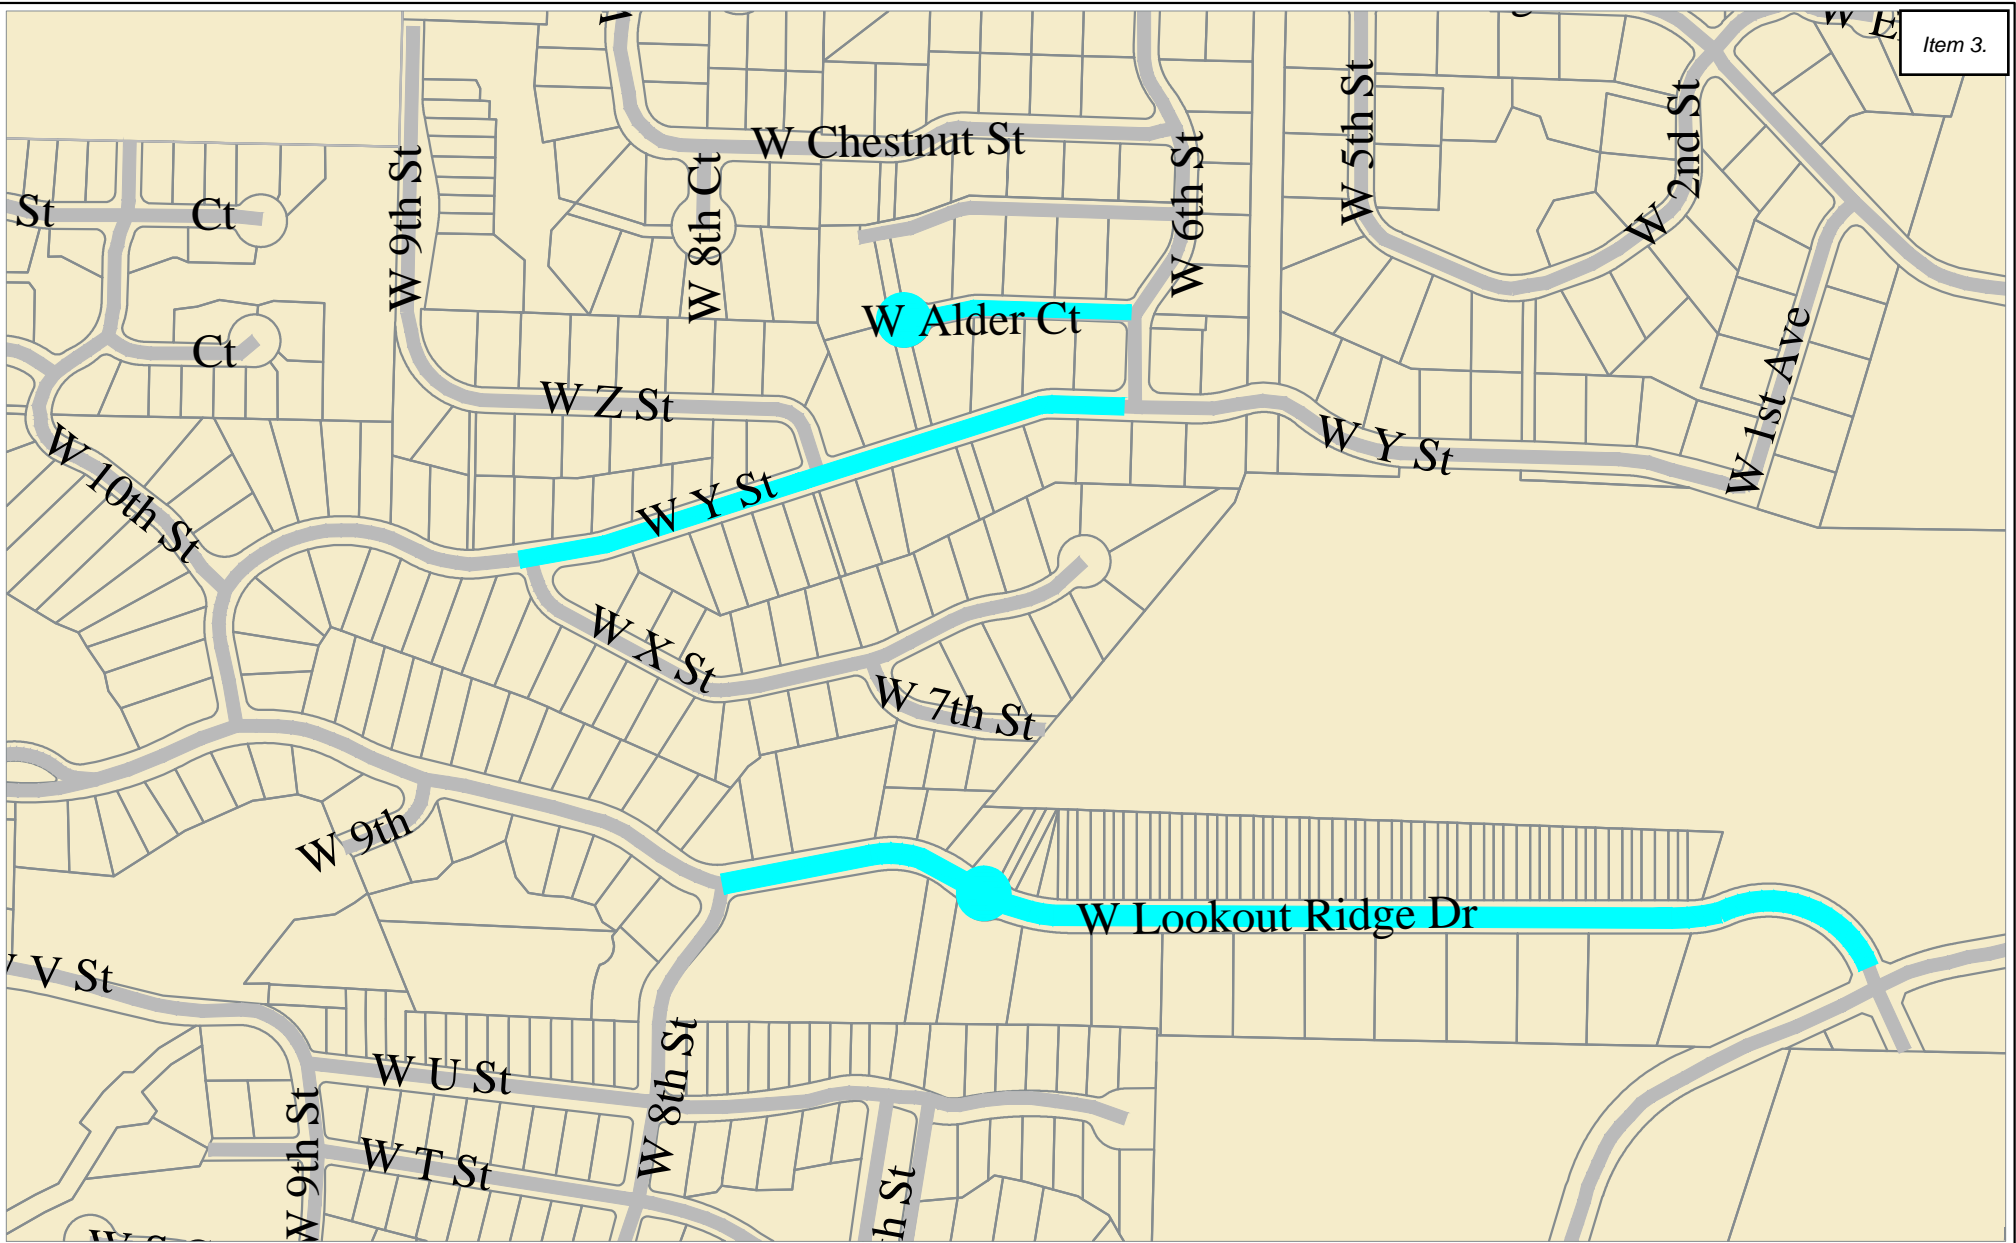 Item 3.
W Chestnut St
W 9th St
W 8th Ct
W 6th St
W 5th St
W 2nd St
St
Ct
W Alder Ct
W 1st Ave
Ct
W Z St
W Y St
W 10th St
W Y St
W X St
W 7th St
W 9th
W Lookout Ridge Dr
V St
W U St
W 8th St
W 9th St
W T St
th St